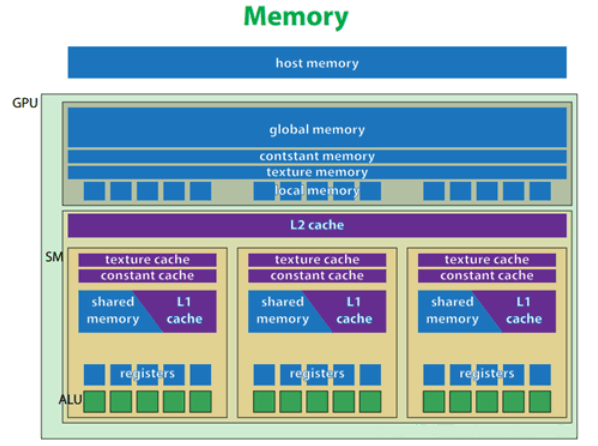 Memory
host memory
GPU
global memory
contstant memory
texture memory
local memory
L2 cache
SM
texture cache
constant cache
shared memory
L1 cache
registers
texture cache
constant cache
shared memory
L1 cache
registers
texture cache
constant cache
shared memory
L1 cache
registers
ALU